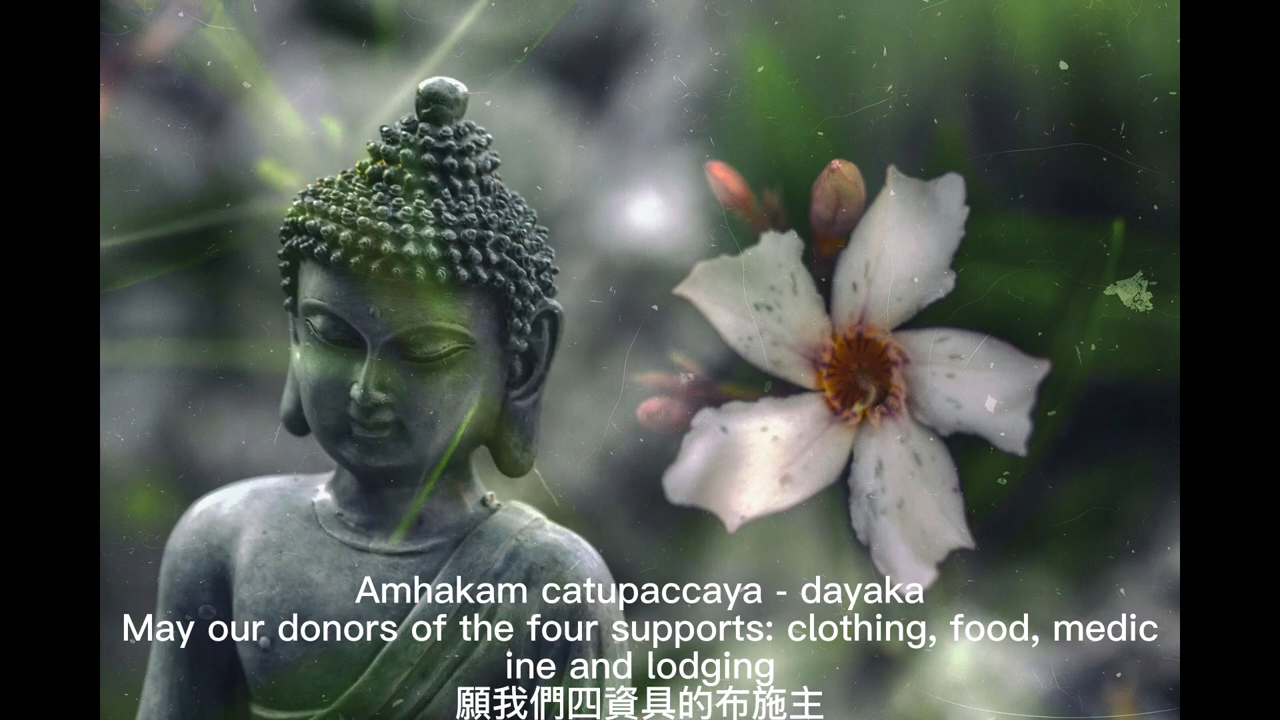 Amhakam catupaccaya - dayaka
May our donors of the four supports: clothing, food, medic
ine and lodging
願我們四資具的布施主